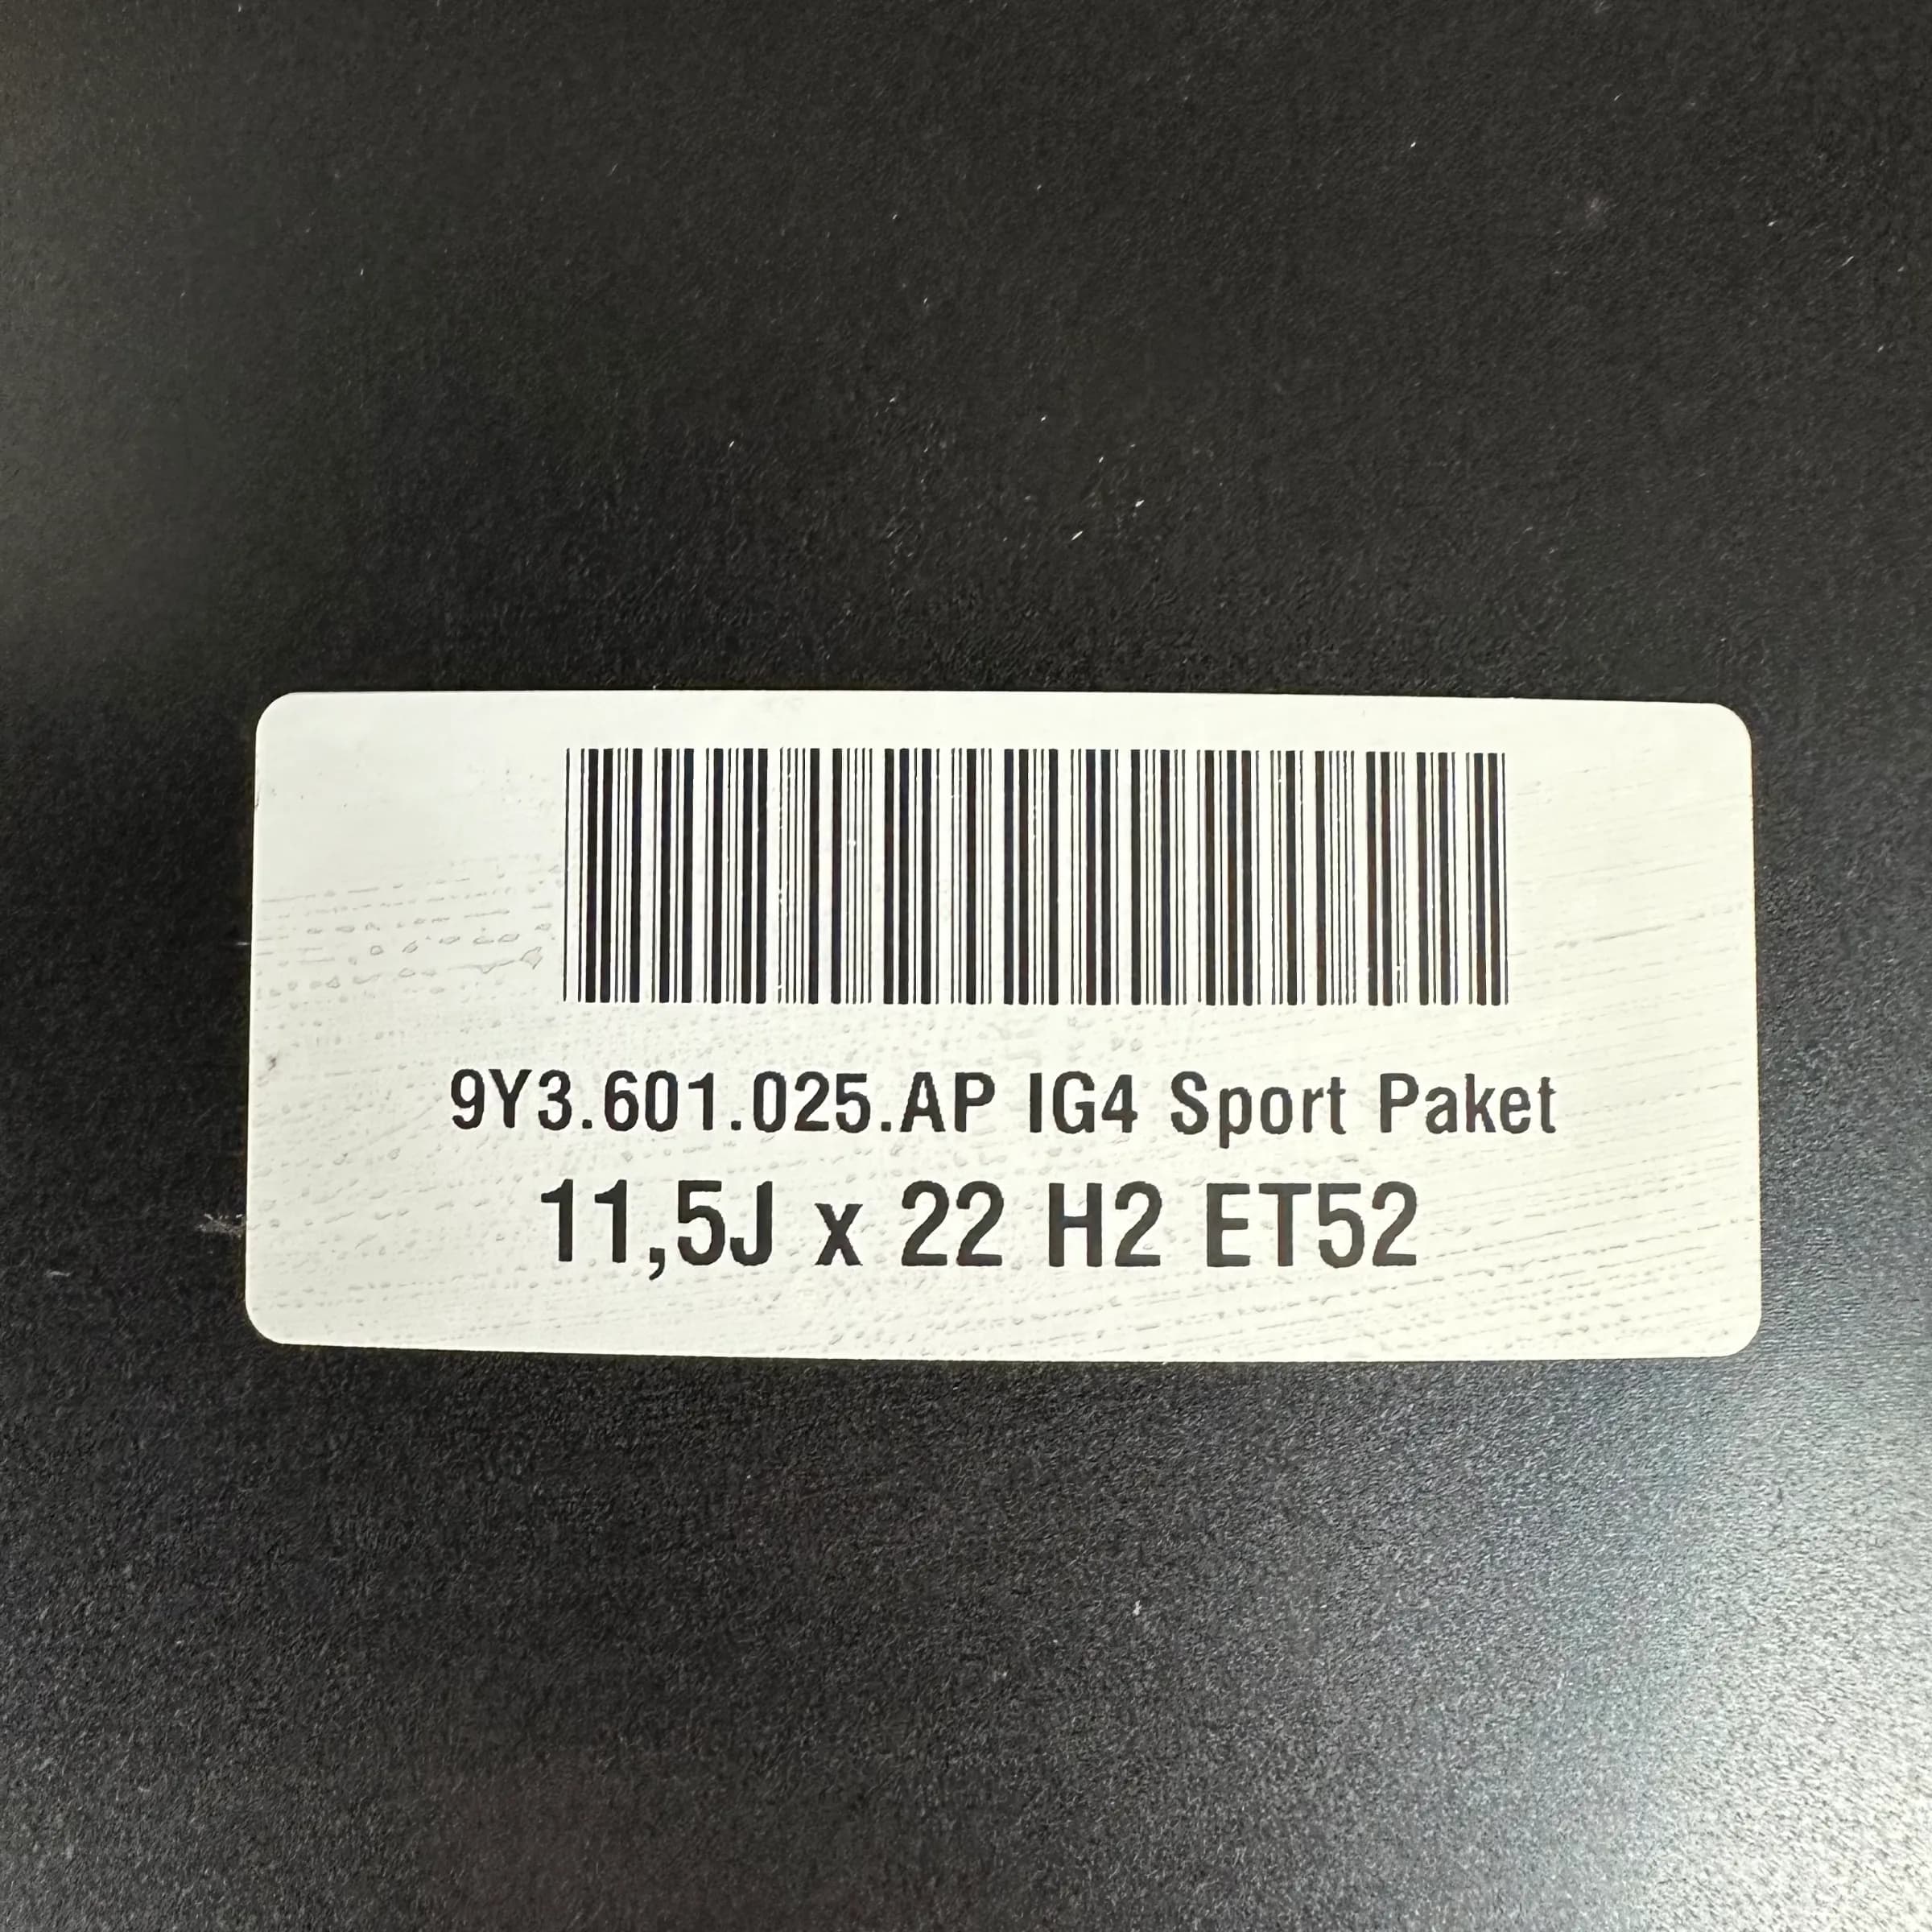 9Y3.601.025.AP IG4 Sport Paket
11,5J x 22 H2 ET52